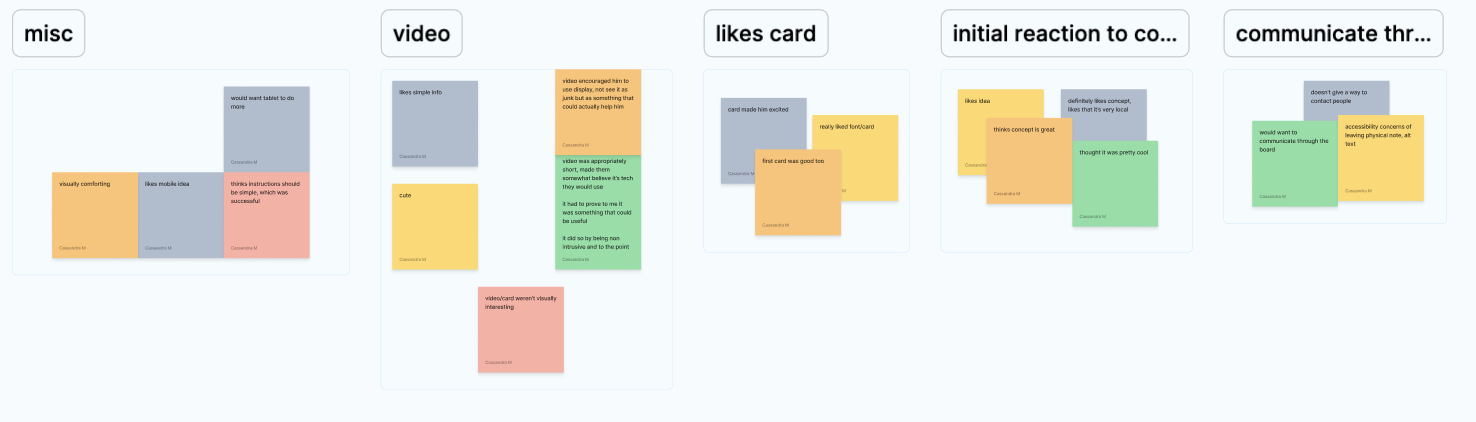 misc
would want tablet to do
more
Cassandra M
visually comforting
Cassandra M
likes mobile idea
Cassandra M
thinks instructions should
be simple, which was
successful
Cassandra M
video
likes simple info
Cassandra M
video encouraged him to
use display, not see it as
junk but as something that
could actually help him
Cassandra M
cute
Cassandra M
video was appropriately
short, made them
somewhat believe it's tech
they would use
it had to prove to me it
was something that could
be useful
it did so by being non
intrusive and to the point
Cassandra M
video/card weren't visually
interesting
Cassandra M
likes card
card made him excited
Cassandra M
really liked font/card
M
first card was good too
Cassandra M
initial reaction to co...
likes idea
Cassandra
definitely likes concept,
likes that it's very local
thinks concept is great
Cassandra M
thought it was pretty cool
Cassandra M
communicate thr...
doesn't give a way to
contact people
would want to
communicate through the
board
Cassandra M
accessibility concerns of
leaving physical note, alt
text
Cassandra M